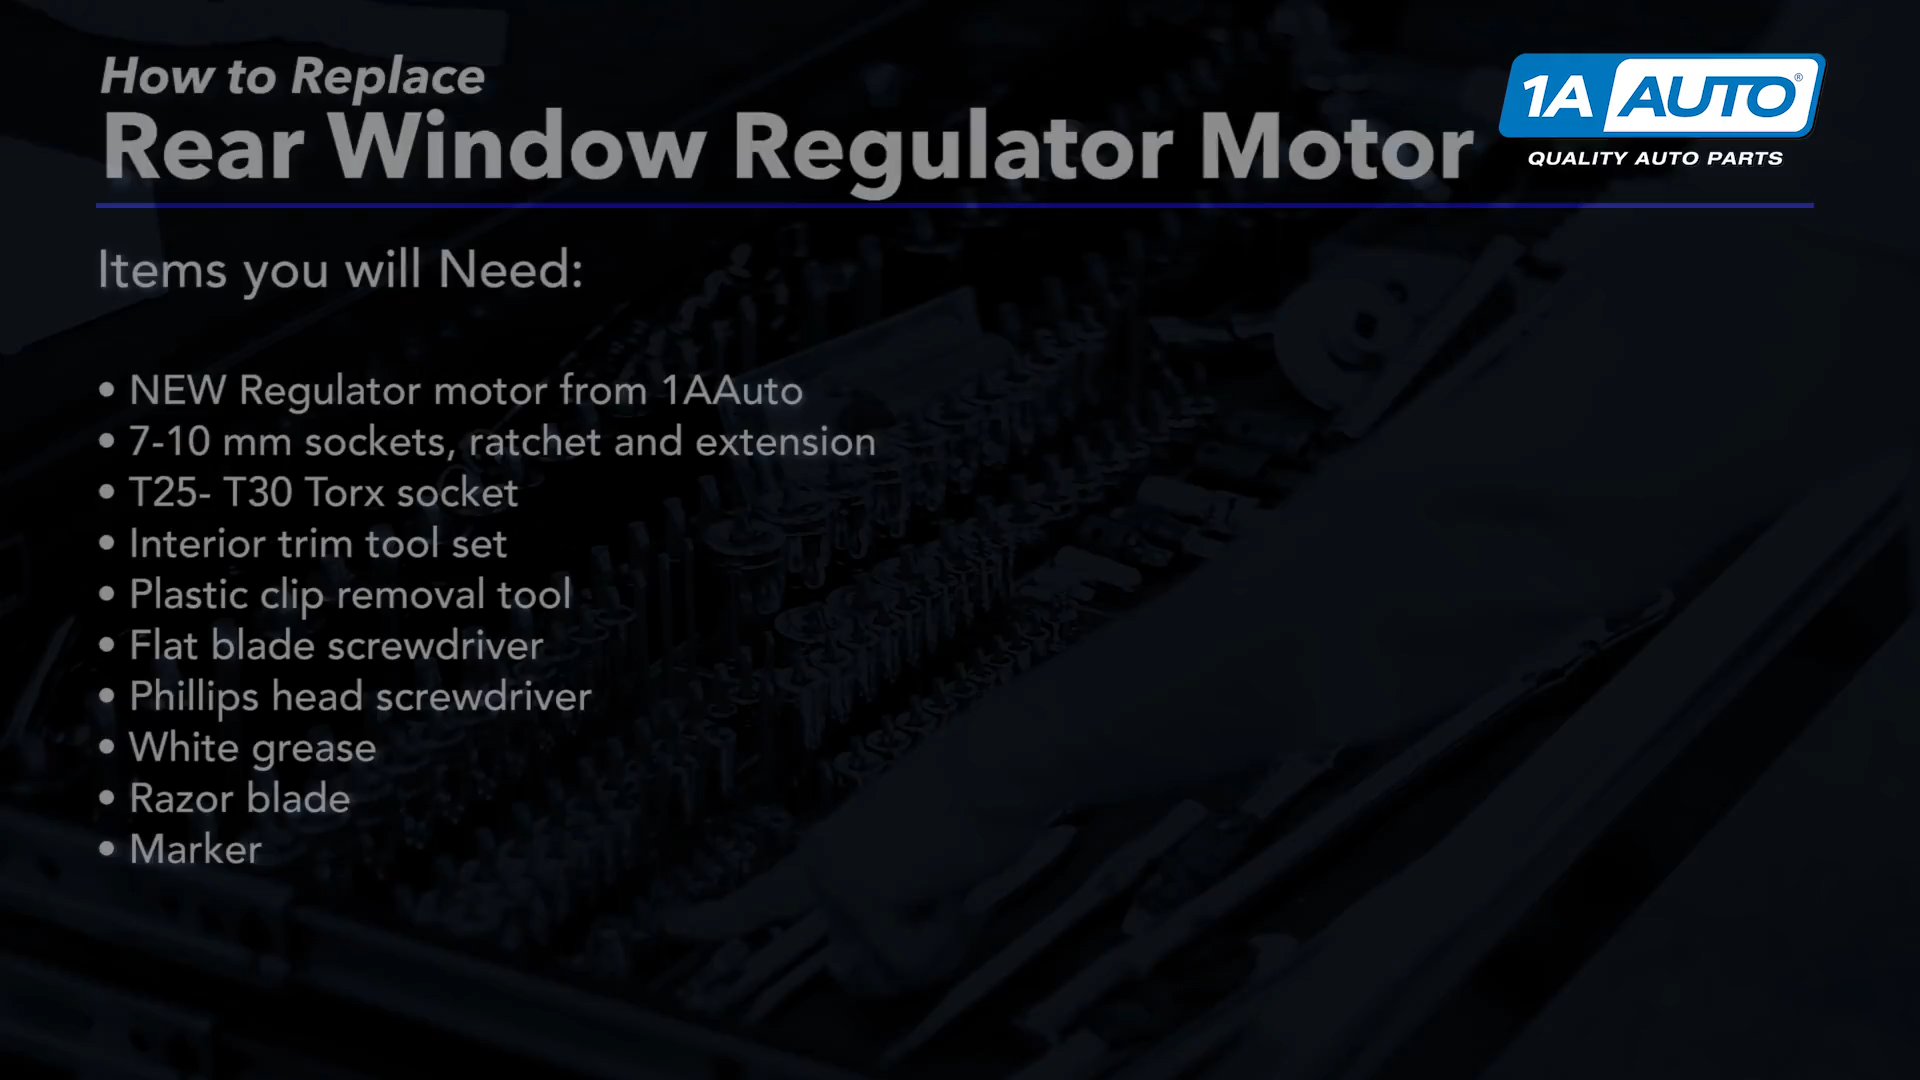 How to Replace
Rear Window Regulator Motor
1A AUTO®
QUALITY AUTO PARTS
Items you will Need:
• NEW Regulator motor from 1AAuto
• 7-10 mm sockets, ratchet and extension
• T25- T30 Torx socket
• Interior trim tool set
• Plastic clip removal tool
• Flat blade screwdriver
• Phillips head screwdriver
• White grease
• Razor blade
• Marker